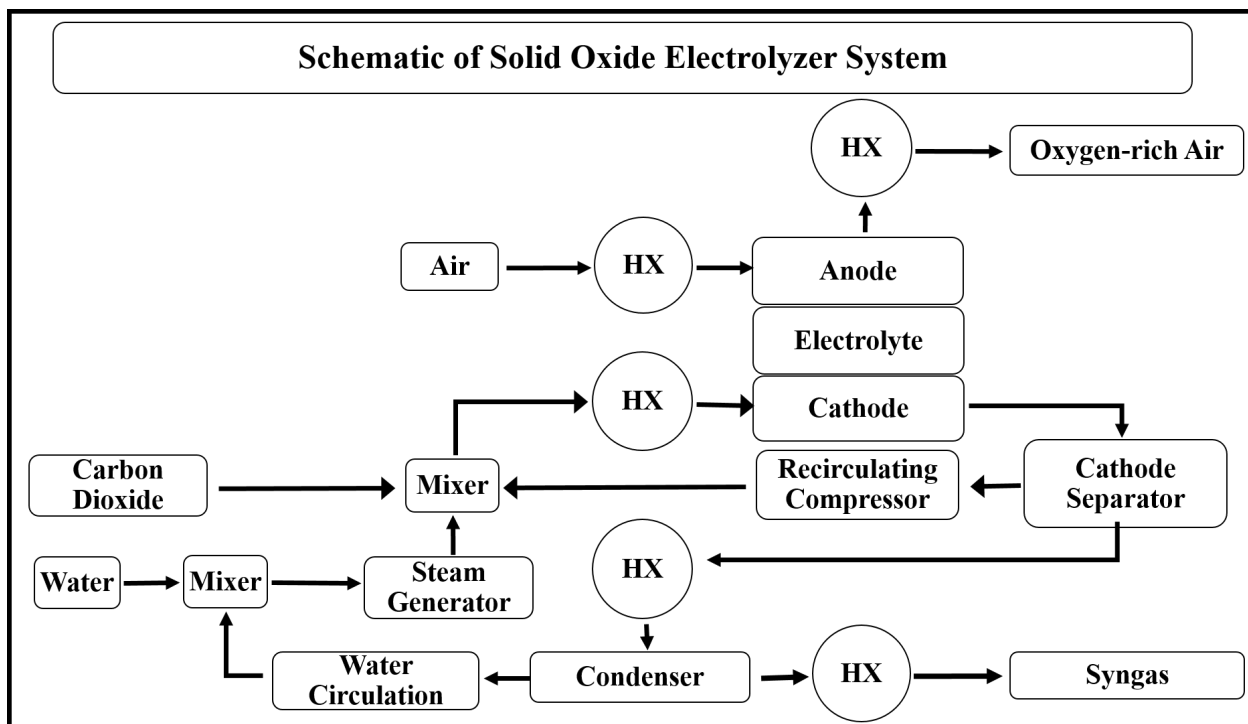 Schematic of Solid Oxide Electrolyzer System
HX
Oxygen-rich Air
Air
HX
Anode
Electrolyte
HX
Cathode
Carbon
Dioxide
Mixer
Recirculating
Compressor
Cathode
Separator
Water
Mixer
Steam
Generator
HX
Water
Circulation
Condenser
HX
Syngas